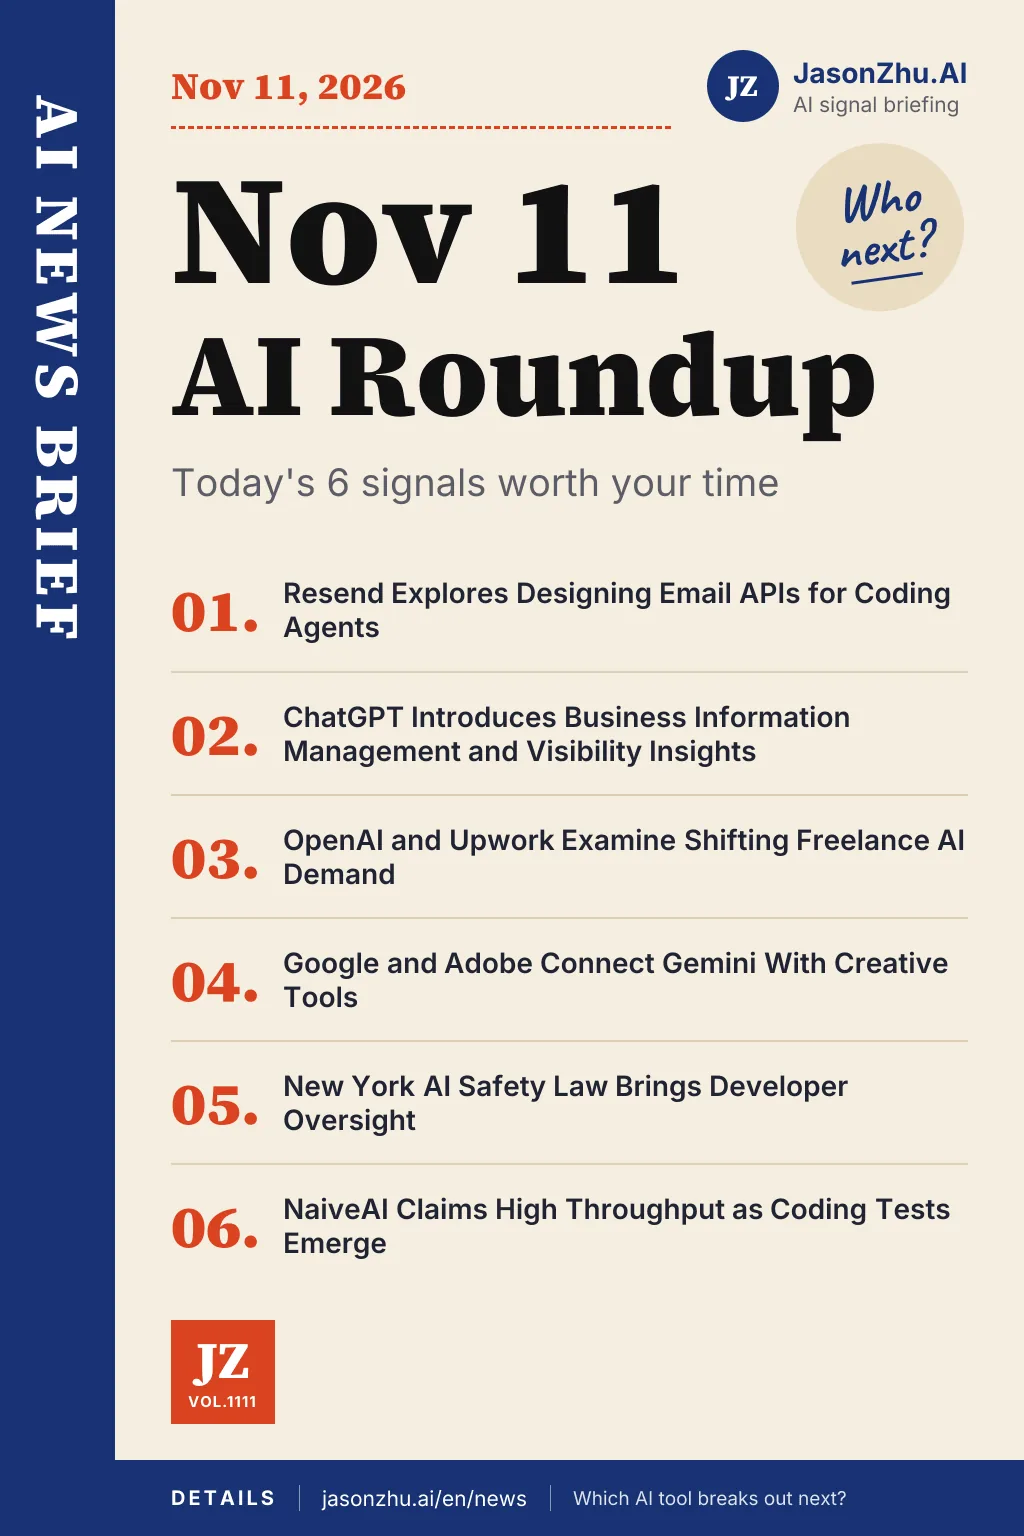 AI NEWS BRIEF
Nov 11, 2026
JZ
JasonZhu.AI
AI signal briefing
Nov 11
AI Roundup
Who
next?
Today's 6 signals worth your time
01.
Resend Explores Designing Email APIs for Coding
Agents
02.
ChatGPT Introduces Business Information
Management and Visibility Insights
03.
OpenAI and Upwork Examine Shifting Freelance AI
Demand
04.
Google and Adobe Connect Gemini With Creative
Tools
05.
New York AI Safety Law Brings Developer
Oversight
06.
NaiveAI Claims High Throughput as Coding Tests
Emerge
JZ
VOL.1111
DETAILS
jasonzhu.ai/en/news
Which AI tool breaks out next?